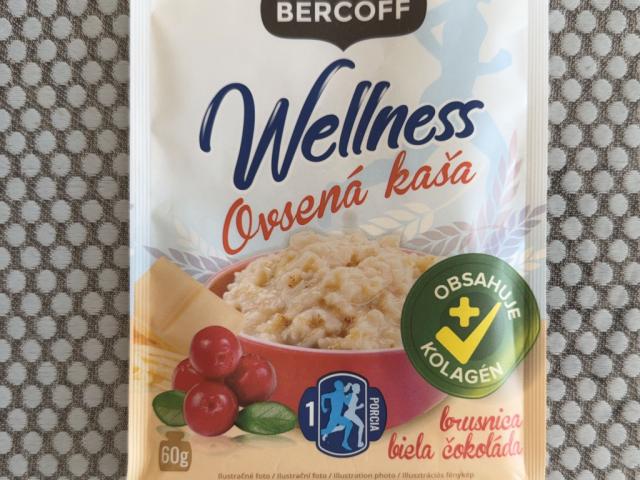 BERCOFF
Wellness
Ovsená kaša
OBSAHUJE
KOLAGÉN
1
PORCIA
brusnica
biela čokoláda
60g
Ilustračné foto / Ilustrační foto / Illustration photo / Illusztrációs fénykép